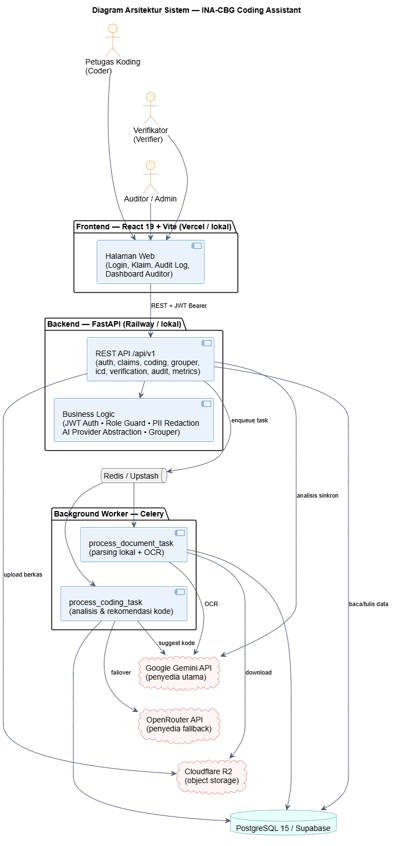 Diagram Arsitektur Sistem — INA-CBG Coding Assistant
Petugas Koding
(Coder)
Verifikator
(Verifier)
Auditor / Admin
Frontend — React 19 + Vite (Vercel / lokal)
Halaman Web
(Login, Klaim, Audit Log,
Dashboard Auditor)
REST + JWT Bearer
Backend — FastAPI (Railway / lokal)
REST API /api/v1
(auth, claims, coding, grouper,
icd, verification, audit, metrics)
Business Logic
(JWT Auth • Role Guard • PII Redaction
AI Provider Abstraction • Grouper)
enqueue task
Redis / Upstash
analisis sinkron
Background Worker — Celery
process_document_task
(parsing lokal + OCR)
upload berkas
process_coding_task
(analisis & rekomendasi kode)
OCR
baca/tulis data
suggest kode
Google Gemini API
(penyedia utama)
failover
download
OpenRouter API
(penyedia fallback)
Cloudflare R2
(object storage)
PostgreSQL 15 / Supabase